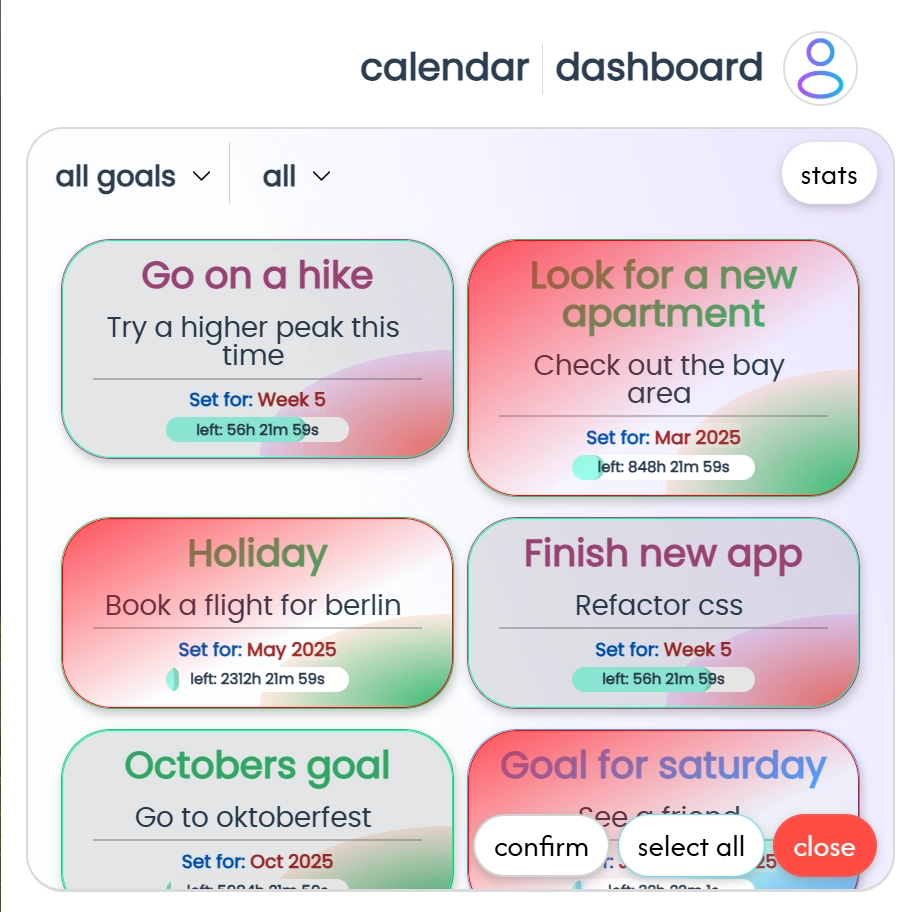 calendar dashboard
all goals all stats
Go on a hike
Try a higher peak this
time
Set for: Week 5
left: 56h 21m 59s
Look for a new
apartment
Check out the bay
area
Set for: Mar 2025
left: 848h 21m 59s
Holiday
Book a flight for berlin
Set for: May 2025
left: 2312h 21m 59s
Finish new app
Refactor css
Set for: Week 5
left: 56h 21m 59s
Octobers goal
Go to oktoberfest
Set for: Oct 2025
Goal for saturday
See a friend
confirm select all close